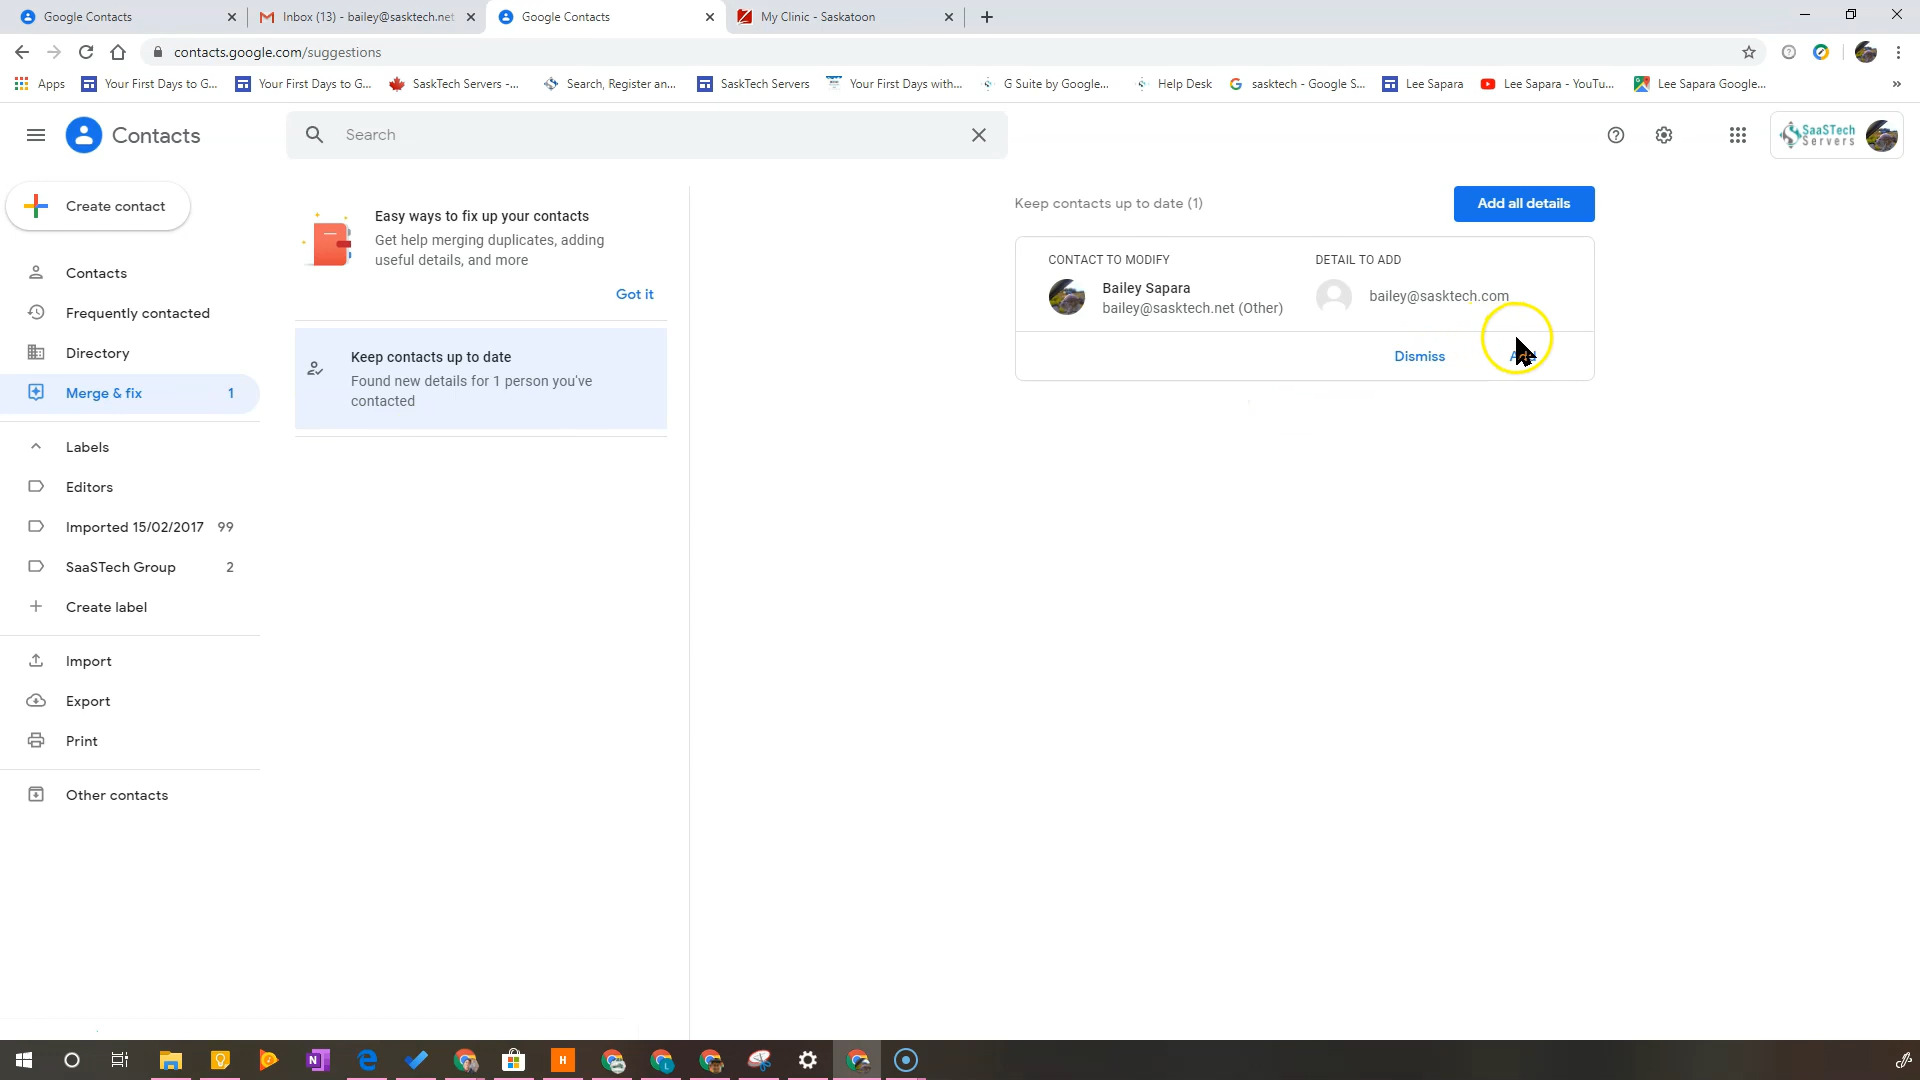 Google Contacts
Inbox (13) - bailey@sasktech.net
Google Contacts
My Clinic - Saskatoon
contacts.google.com/suggestions
Apps
Your First Days to G...
Your First Days to G...
SaskTech Servers -...
Search, Register an...
SaskTech Servers
Your First Days with...
G Suite by Google...
Help Desk
sasktech - Google S...
Lee Sapara
Lee Sapara - YouTu...
Lee Sapara Google...
Contacts
Search
SaaSTech
Servers
Create contact
Contacts
Frequently contacted
Directory
Merge & fix 1
Labels
Editors
Imported 15/02/2017 99
SaaSTech Group 2
Create label
Import
Export
Print
Other contacts
Easy ways to fix up your contacts
Get help merging duplicates, adding
useful details, and more
Got it
Keep contacts up to date
Found new details for 1 person you've
contacted
Keep contacts up to date (1)
Add all details
CONTACT TO MODIFY
DETAIL TO ADD
Bailey Sapara
bailey@sasktech.net (Other)
bailey@sasktech.com
Dismiss